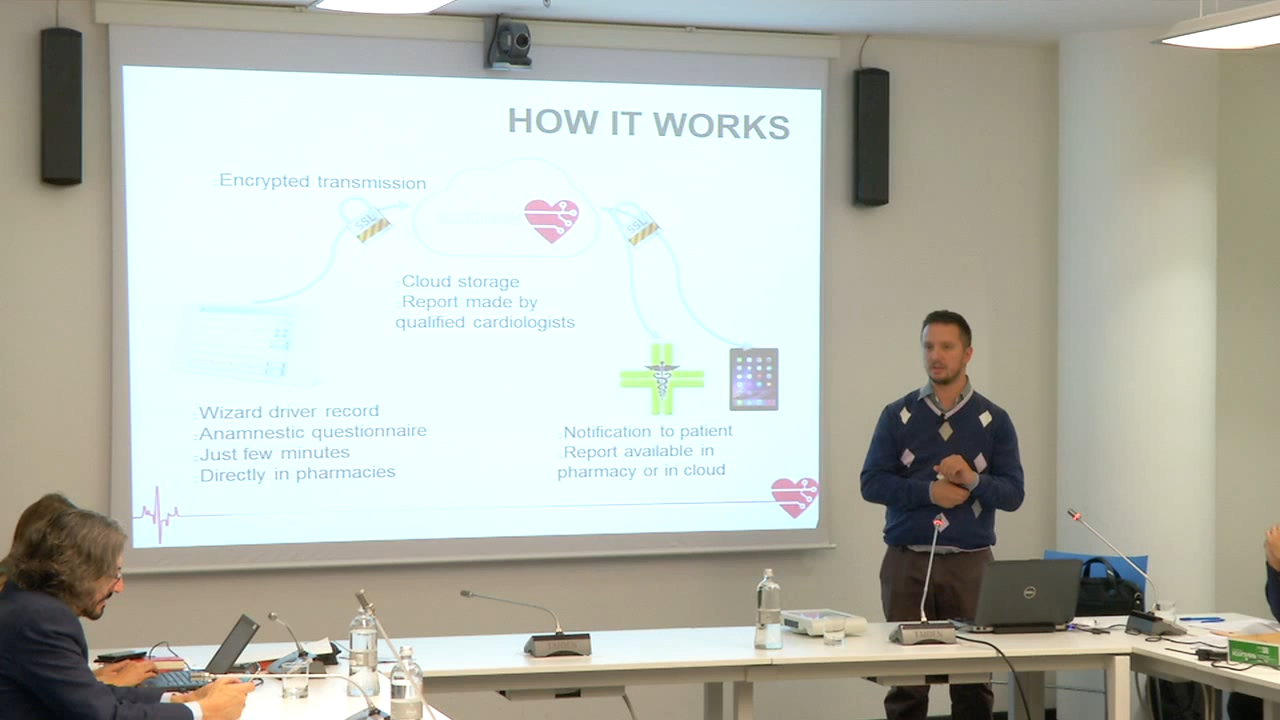 HOW IT WORKS
Encrypted transmission
SSL
SSL
Cloud storage
Report made by
qualified cardiologists
Wizard driver record
Anamnestic questionnaire
Just few minutes
Directly in pharmacies
Notification to patient
Report available in
pharmacy or in cloud
DELL